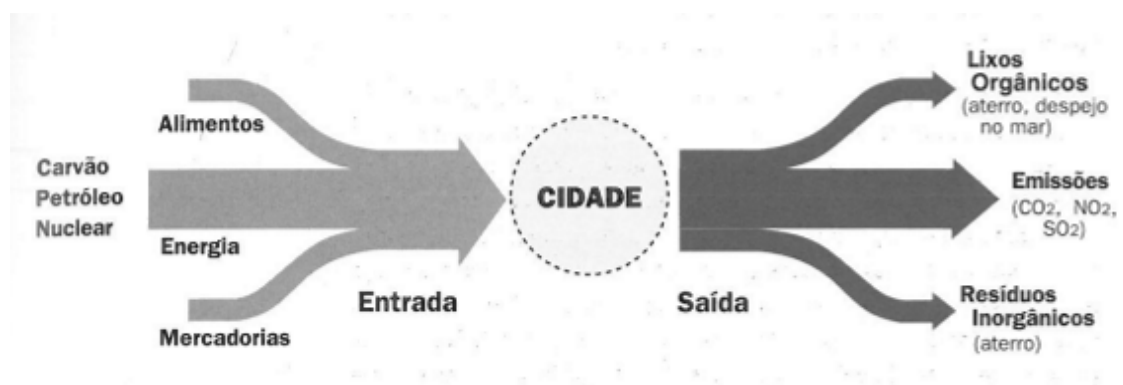 Alimentos
Carvão
Petróleo
Nuclear
Energia
Mercadorias
Entrada
CIDADE
Saída
Lixos
Orgânicos
(aterro, despejo
no mar)
Emissões
(CO2, NO2,
SO2)
Resíduos
Inorgânicos
(aterro)